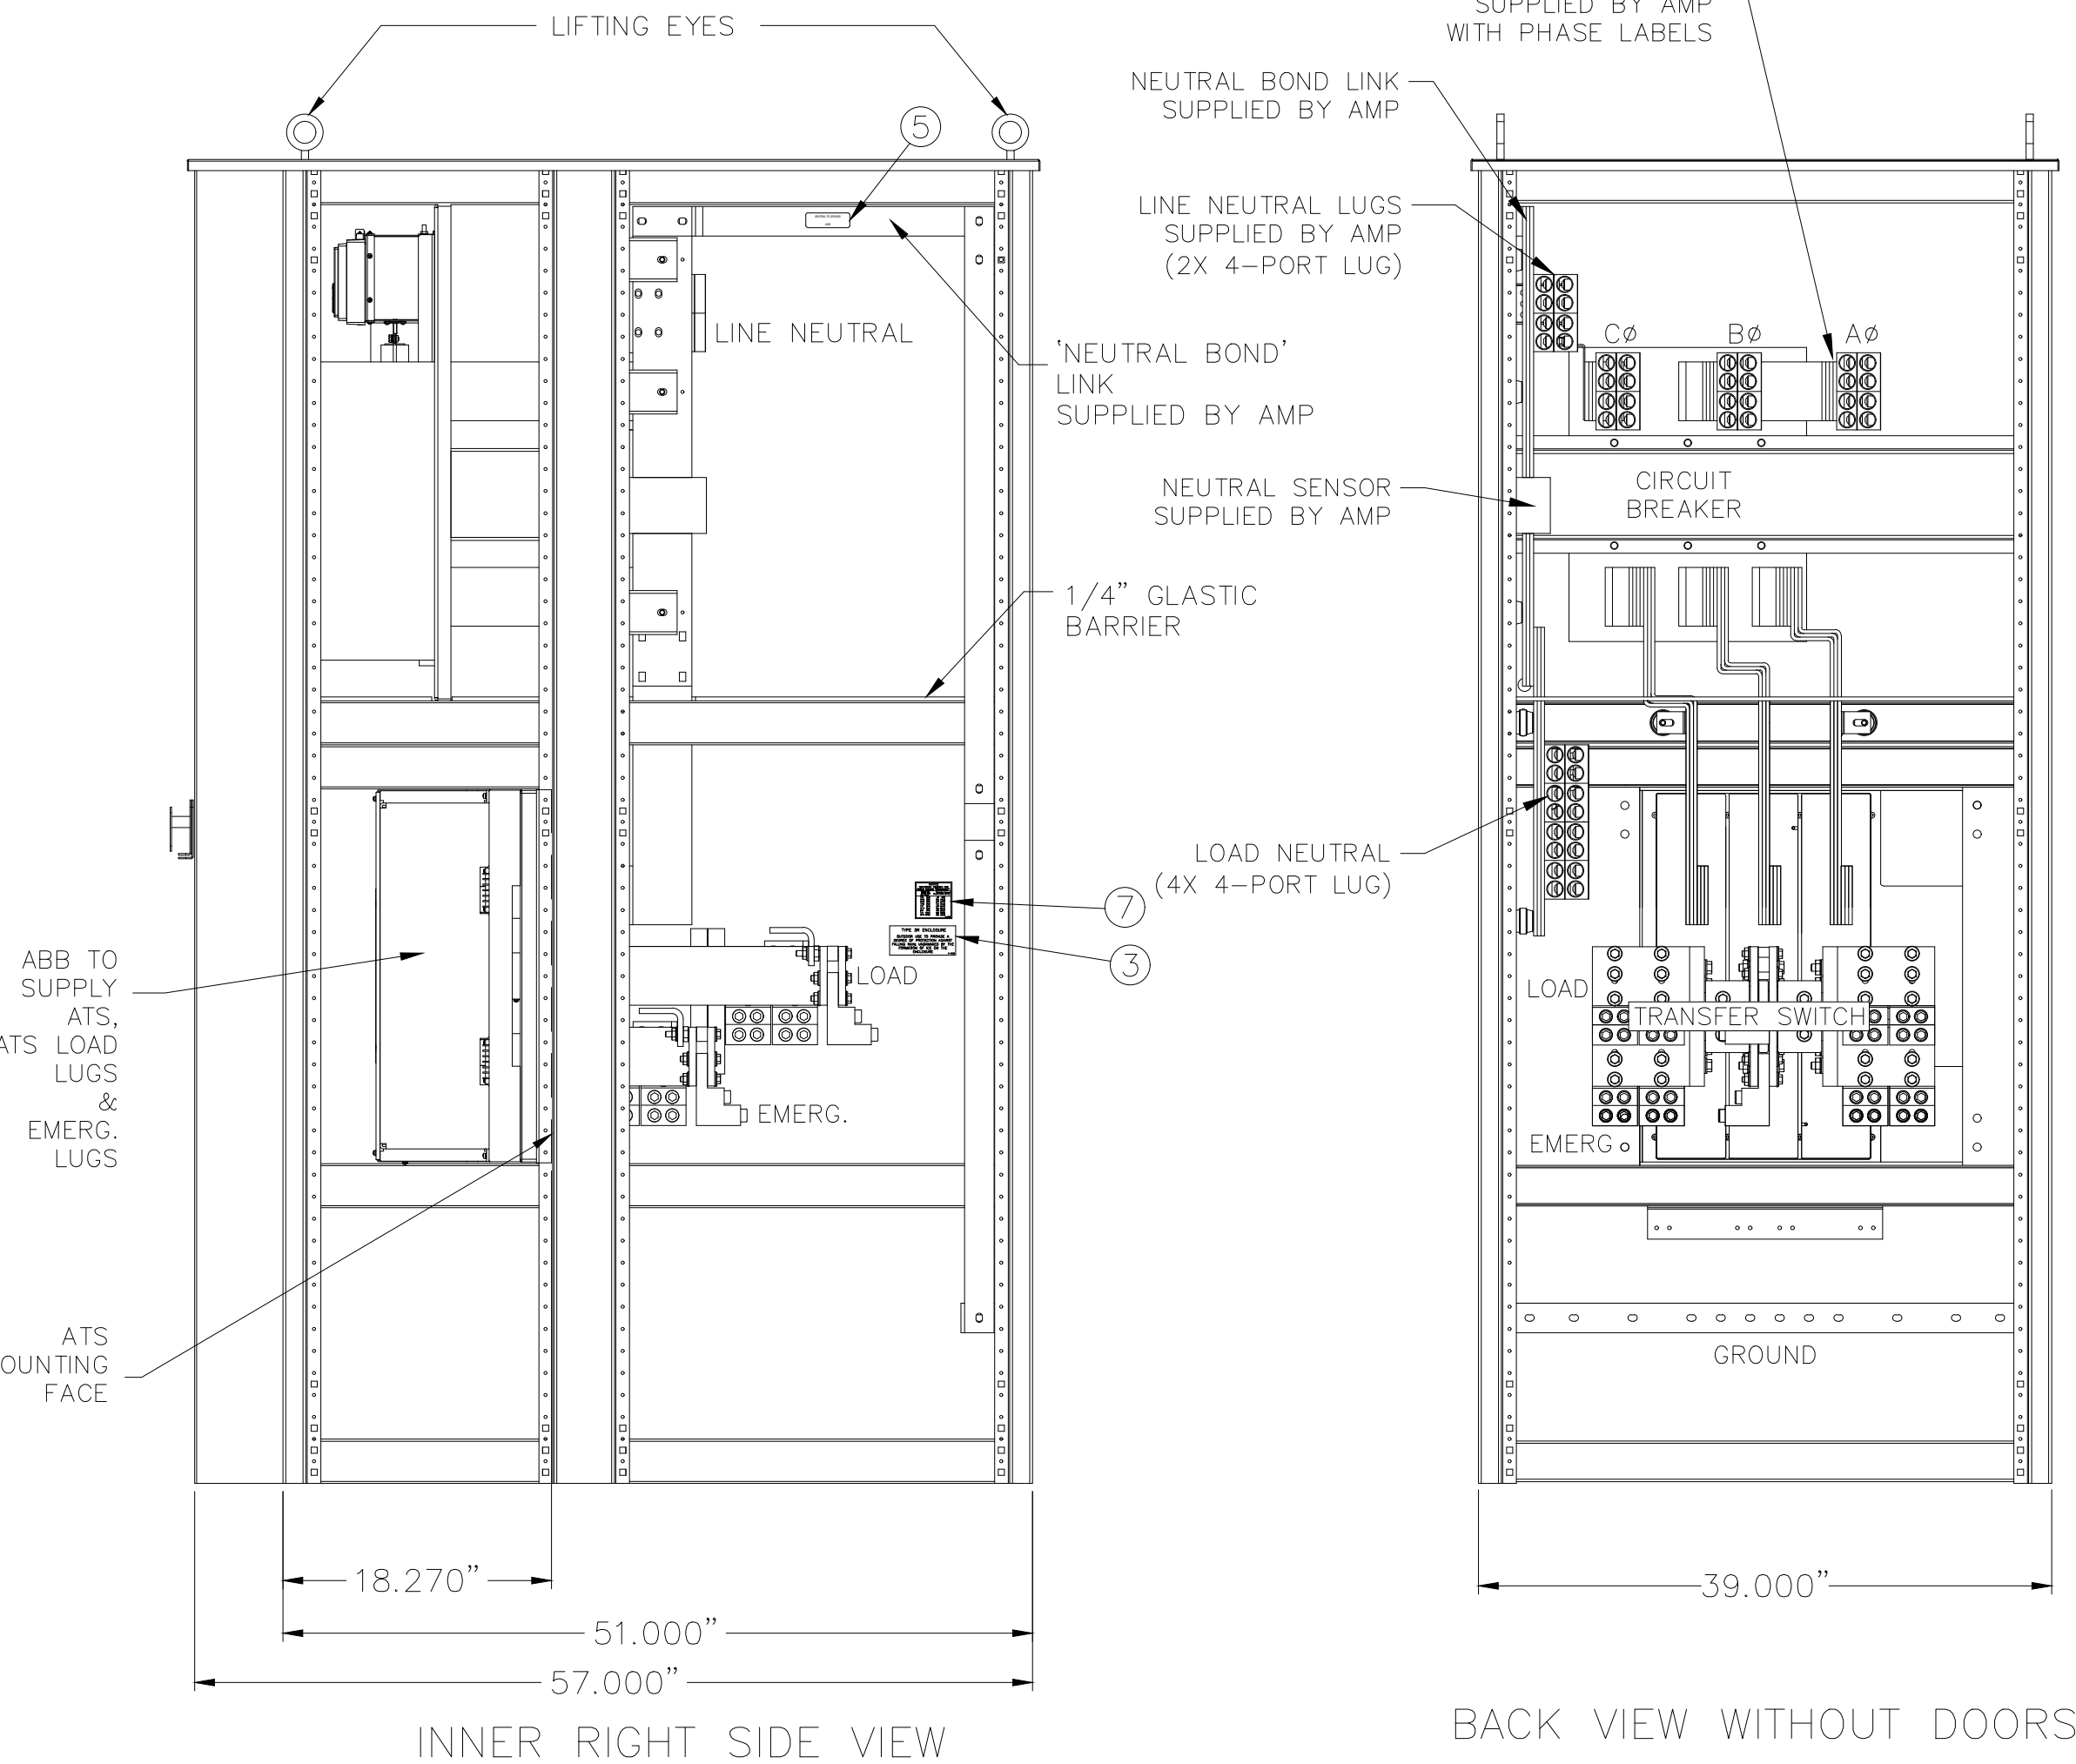 LIFTING EYES
5
LINE NEUTRAL
'NEUTRAL BOND'
LINK
SUPPLIED BY AMP
1/4" GLASTIC
BARRIER
7
3
TYPE 3R ENCLOSURE
LOAD
EMERG.
ABB TO
SUPPLY
ATS,
ATS LOAD
LUGS
&
EMERG.
LUGS
ATS
OUNTING
FACE
18.270"
51.000"
57.000"
INNER RIGHT SIDE VIEW
SUPPLIED BY AMP
WITH PHASE LABELS
NEUTRAL BOND LINK
SUPPLIED BY AMP
LINE NEUTRAL LUGS
SUPPLIED BY AMP
(2X 4-PORT LUG)
CØ BØ AØ
NEUTRAL SENSOR
SUPPLIED BY AMP
CIRCUIT
BREAKER
LOAD NEUTRAL
(4X 4-PORT LUG)
LOAD
TRANSFER SWITCH
EMERG
GROUND
39.000"
BACK VIEW WITHOUT DOORS